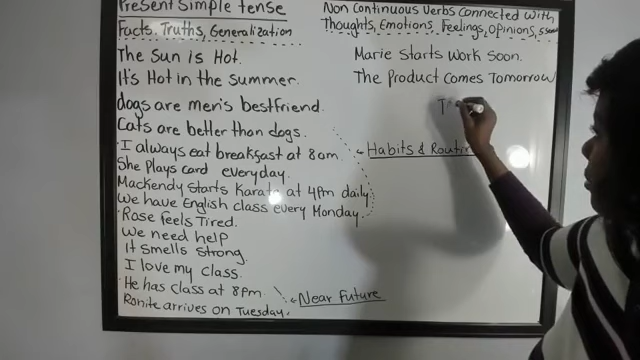 Present Simple tense
Facts, Truths, Generalization
The Sun is Hot.
It's Hot in the summer.
dogs are men's bestfriend.
Cats are better than dogs.
I always eat breakfast at 8am
She plays card everyday.
Mackendy starts Karate at 4Pm daily
We have English class every Monday.
Rose feels Tired.
We need help
It smells strong.
I love my class.
He has class at 8pm.
Ronite arrives on Tuesday.
Near Future
Non Continuous Verbs Connected With
Thoughts, Emotions, Feelings, Opinions,
Marie Starts Work Soon.
The Product Comes Tomorrow
T
Habits &